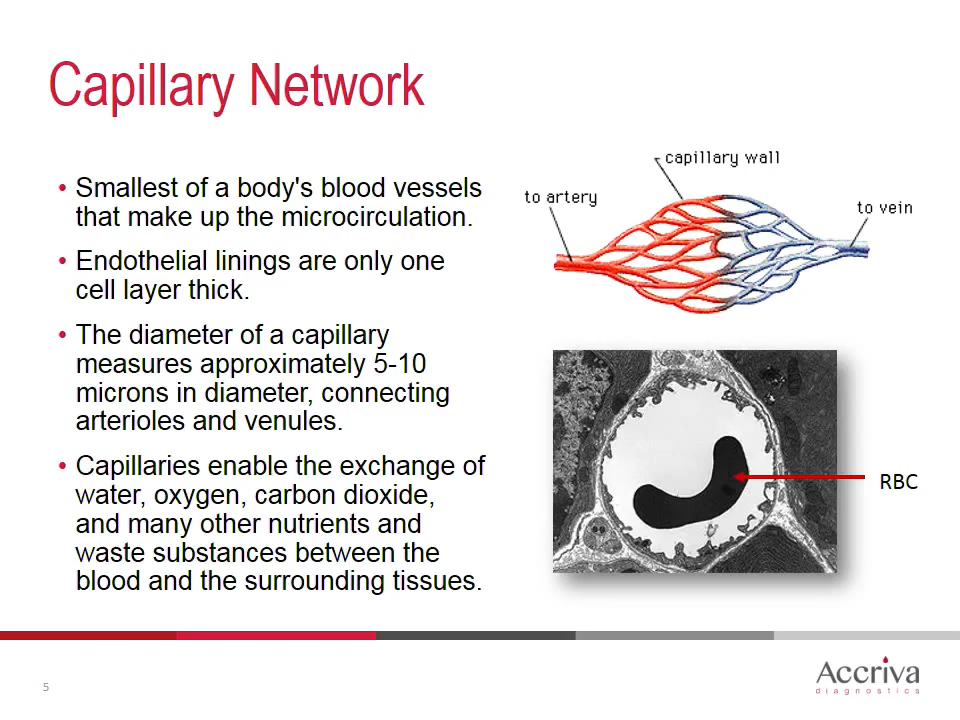 Capillary Network
• Smallest of a body's blood vessels
that make up the microcirculation.
• Endothelial linings are only one
cell layer thick.
• The diameter of a capillary
measures approximately 5-10
microns in diameter, connecting
arterioles and venules.
• Capillaries enable the exchange of
water, oxygen, carbon dioxide,
and many other nutrients and
waste substances between the
blood and the surrounding tissues.
capillary wall
to artery
to vein
RBC
5
Accriva
diagnostics